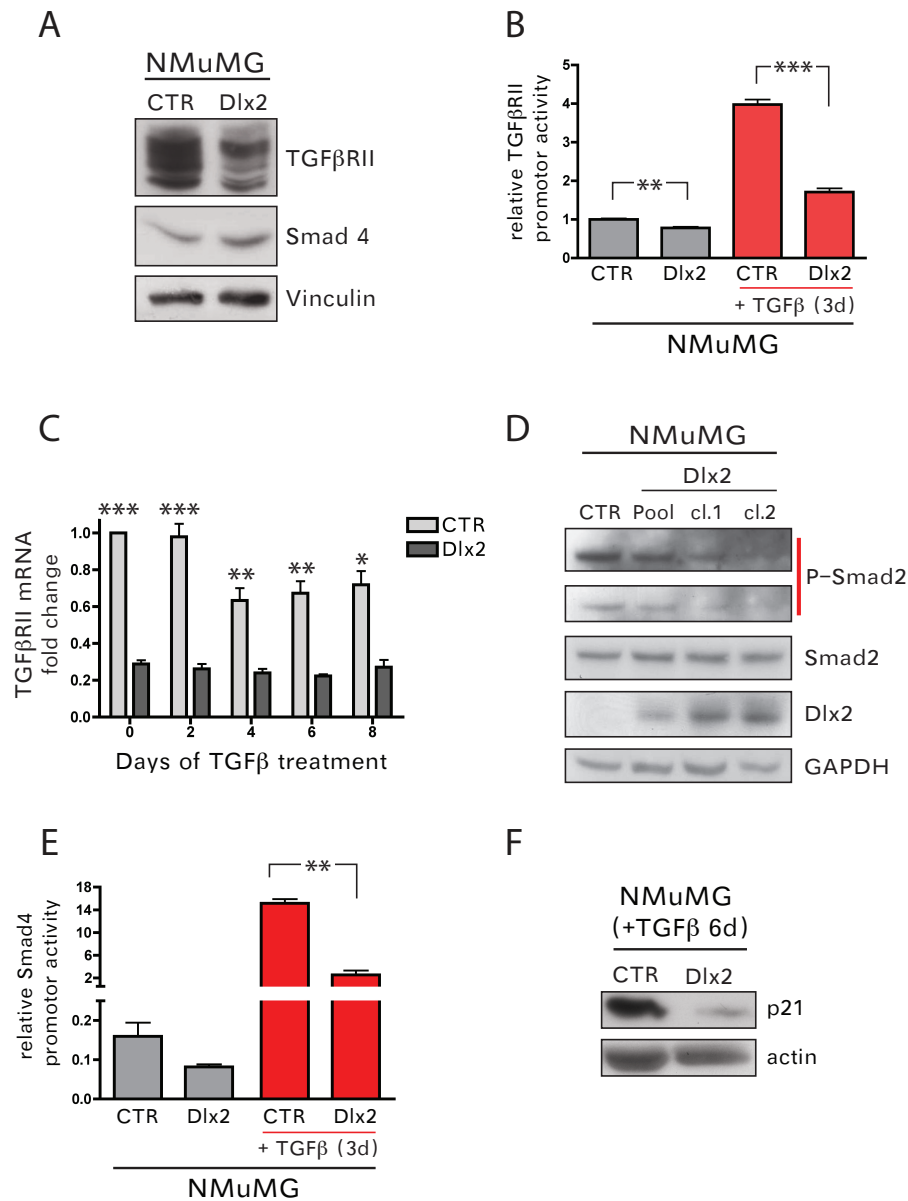 A
NMuMG
CTR Dlx2
TGFβRII
Smad 4
Vinculin
B
relative TGFβRII
promotor activity
5
4
3
2
1
0
**
***
CTR Dlx2 CTR Dlx2
+ TGFβ (3d)
NMuMG
C
TGFβRII mRNA
fold change
1.0
0.8
0.6
0.4
0.2
0.0
*** *** ** ** *
CTR
Dlx2
0 2 4 6 8
Days of TGFβ treatment
D
NMuMG
Dlx2
CTR Pool cl.1 cl.2
P-Smad2
Smad2
Dlx2
GAPDH
E
relative Smad4
promotor activity
18
14
10
6
2
0.2
0.1
0.0
**
CTR Dlx2 CTR Dlx2
+ TGFβ (3d)
NMuMG
F
NMuMG
(+TGFβ 6d)
CTR Dlx2
p21
actin